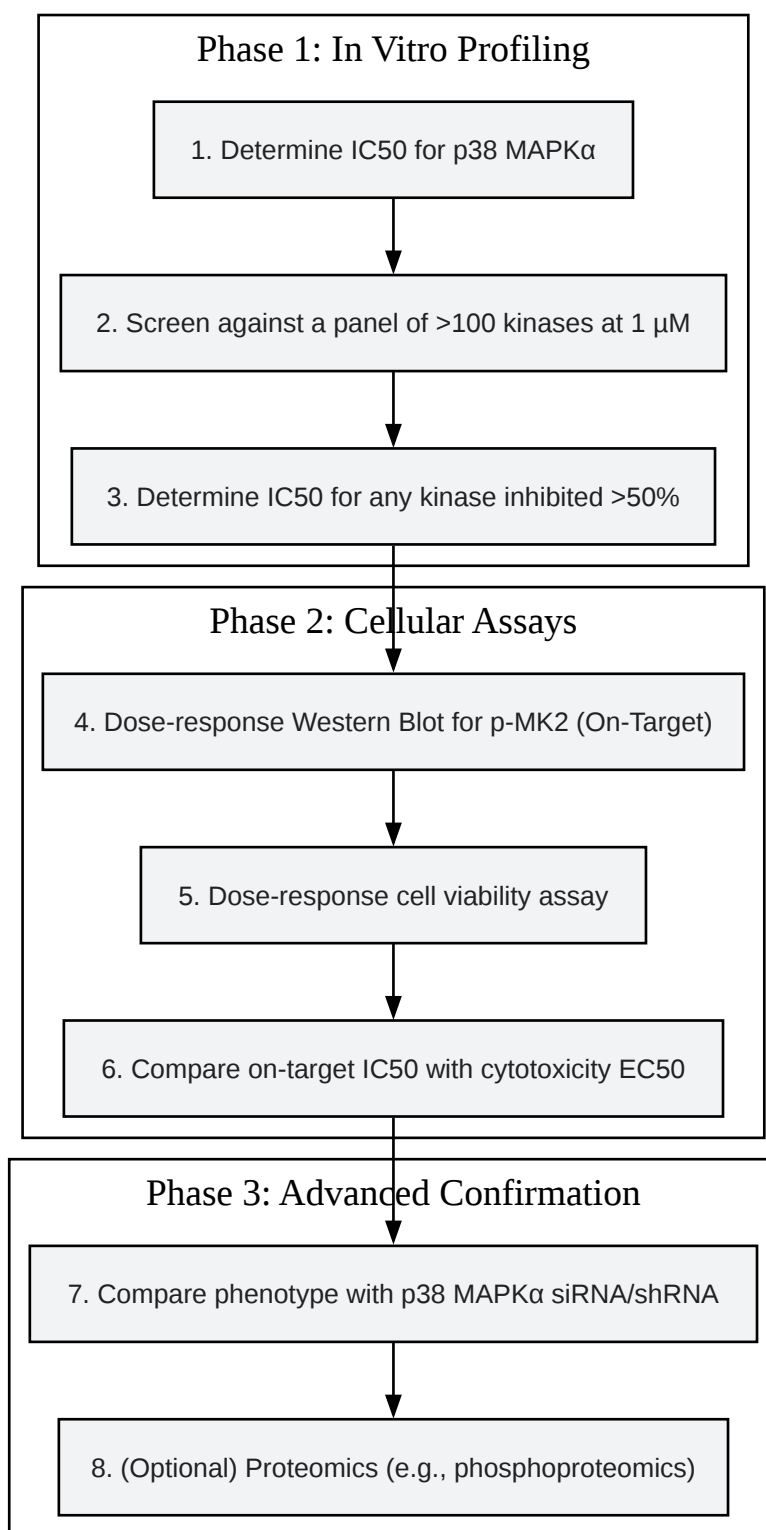 Phase 1: In Vitro Profiling
1. Determine IC50 for p38 MAPKα
2. Screen against a panel of >100 kinases at 1 µM
3. Determine IC50 for any kinase inhibited >50%
Phase 2: Cellular Assays
4. Dose-response Western Blot for p-MK2 (On-Target)
5. Dose-response cell viability assay
6. Compare on-target IC50 with cytotoxicity EC50
Phase 3: Advanced Confirmation
7. Compare phenotype with p38 MAPKα siRNA/shRNA
8. (Optional) Proteomics (e.g., phosphoproteomics)